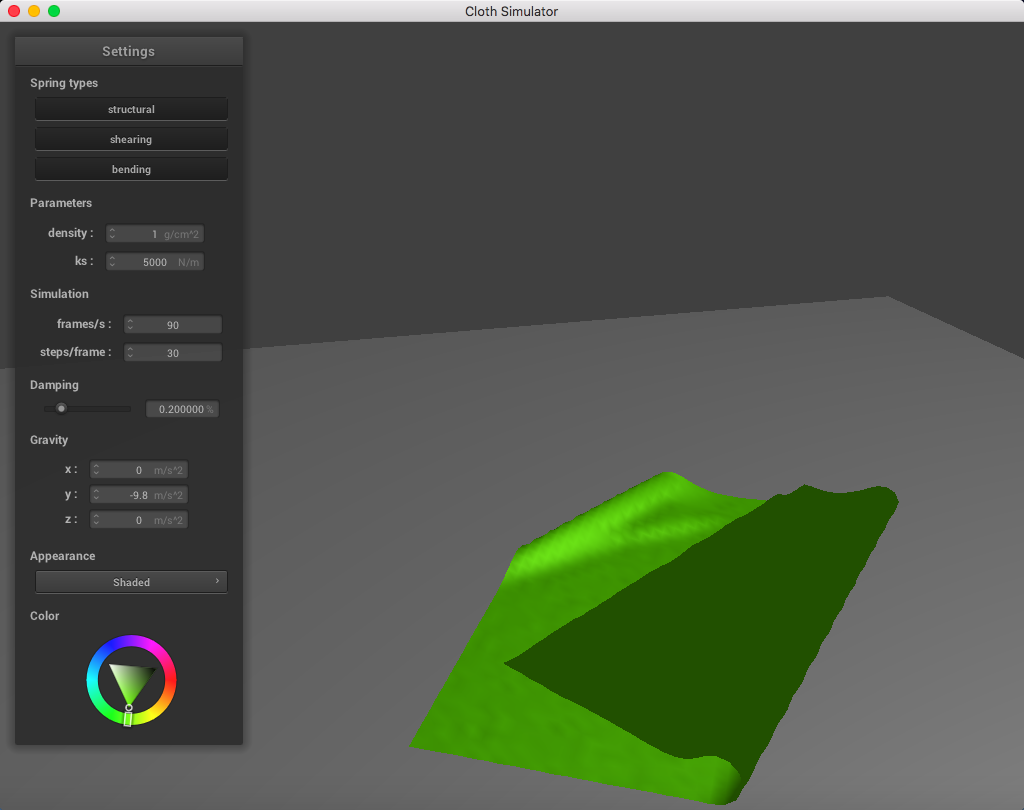 Cloth Simulator
Settings
Spring types
structural
shearing
bending
Parameters
density : 1 g/cm^2
ks : 5000 N/m
Simulation
frames/s : 90
steps/frame : 30
Damping
0.200000 %
Gravity
x : 0 m/s^2
y : -9.8 m/s^2
z : 0 m/s^2
Appearance
Shaded ›
Color